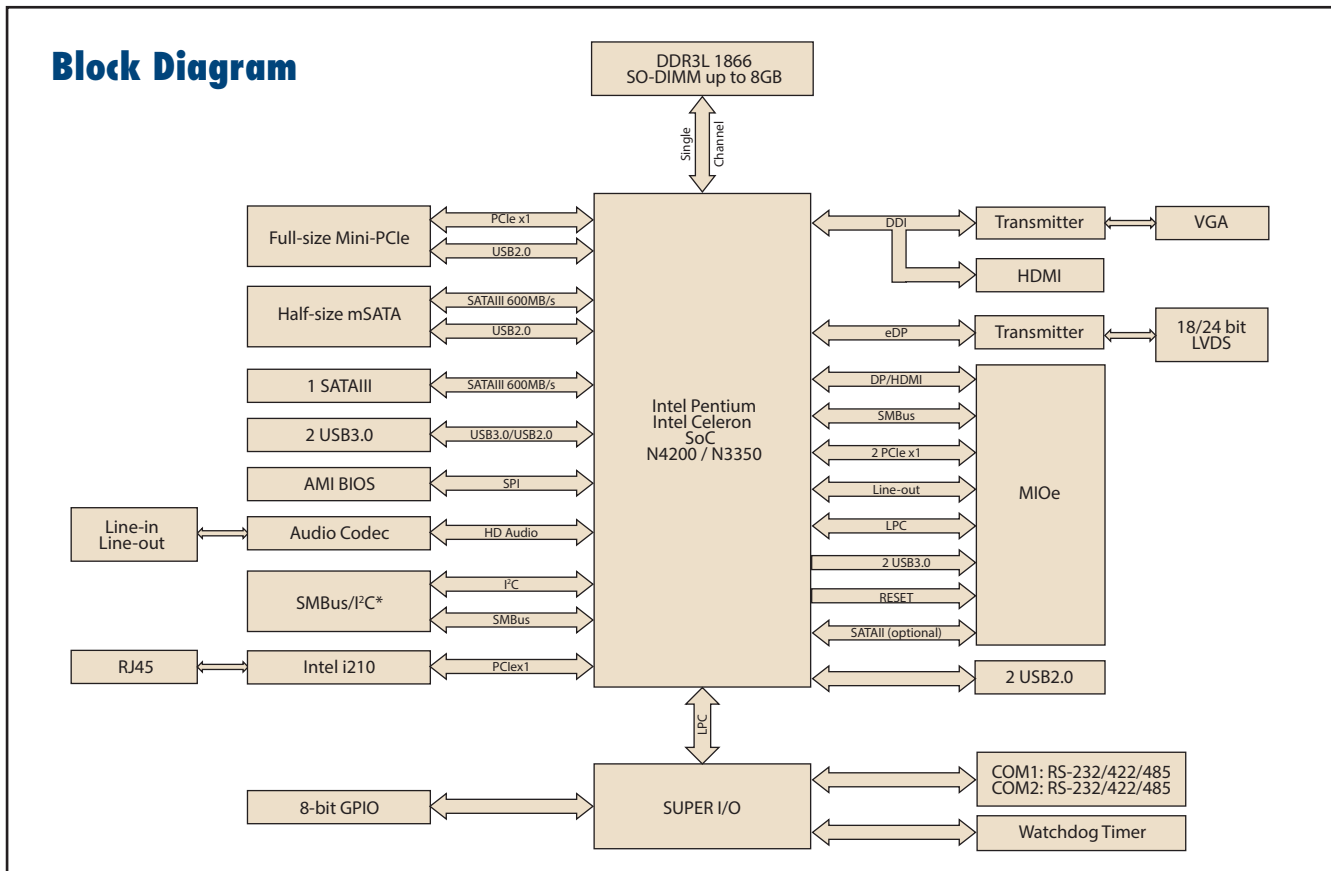 Block Diagram
DDR3L 1866
SO-DIMM up to 8GB
Single
Channel
Full-size Mini-PCIe
PCIe x1
USB2.0
Half-size mSATA
SATAIII 600MB/s
USB2.0
1 SATAIII
SATAIII 600MB/s
2 USB3.0
USB3.0/USB2.0
AMI BIOS
SPI
Line-in
Line-out
Audio Codec
HD Audio
SMBus/I²C*
I²C
SMBus
RJ45
Intel i210
PCIex1
Intel Pentium
Intel Celeron
SoC
N4200 / N3350
DDI
Transmitter
VGA
HDMI
eDP
Transmitter
18/24 bit
LVDS
DP/HDMI
SMBus
2 PCIe x1
Line-out
LPC
2 USB3.0
RESET
SATAII (optional)
MIOe
2 USB2.0
LPC
8-bit GPIO
SUPER I/O
COM1: RS-232/422/485
COM2: RS-232/422/485
Watchdog Timer